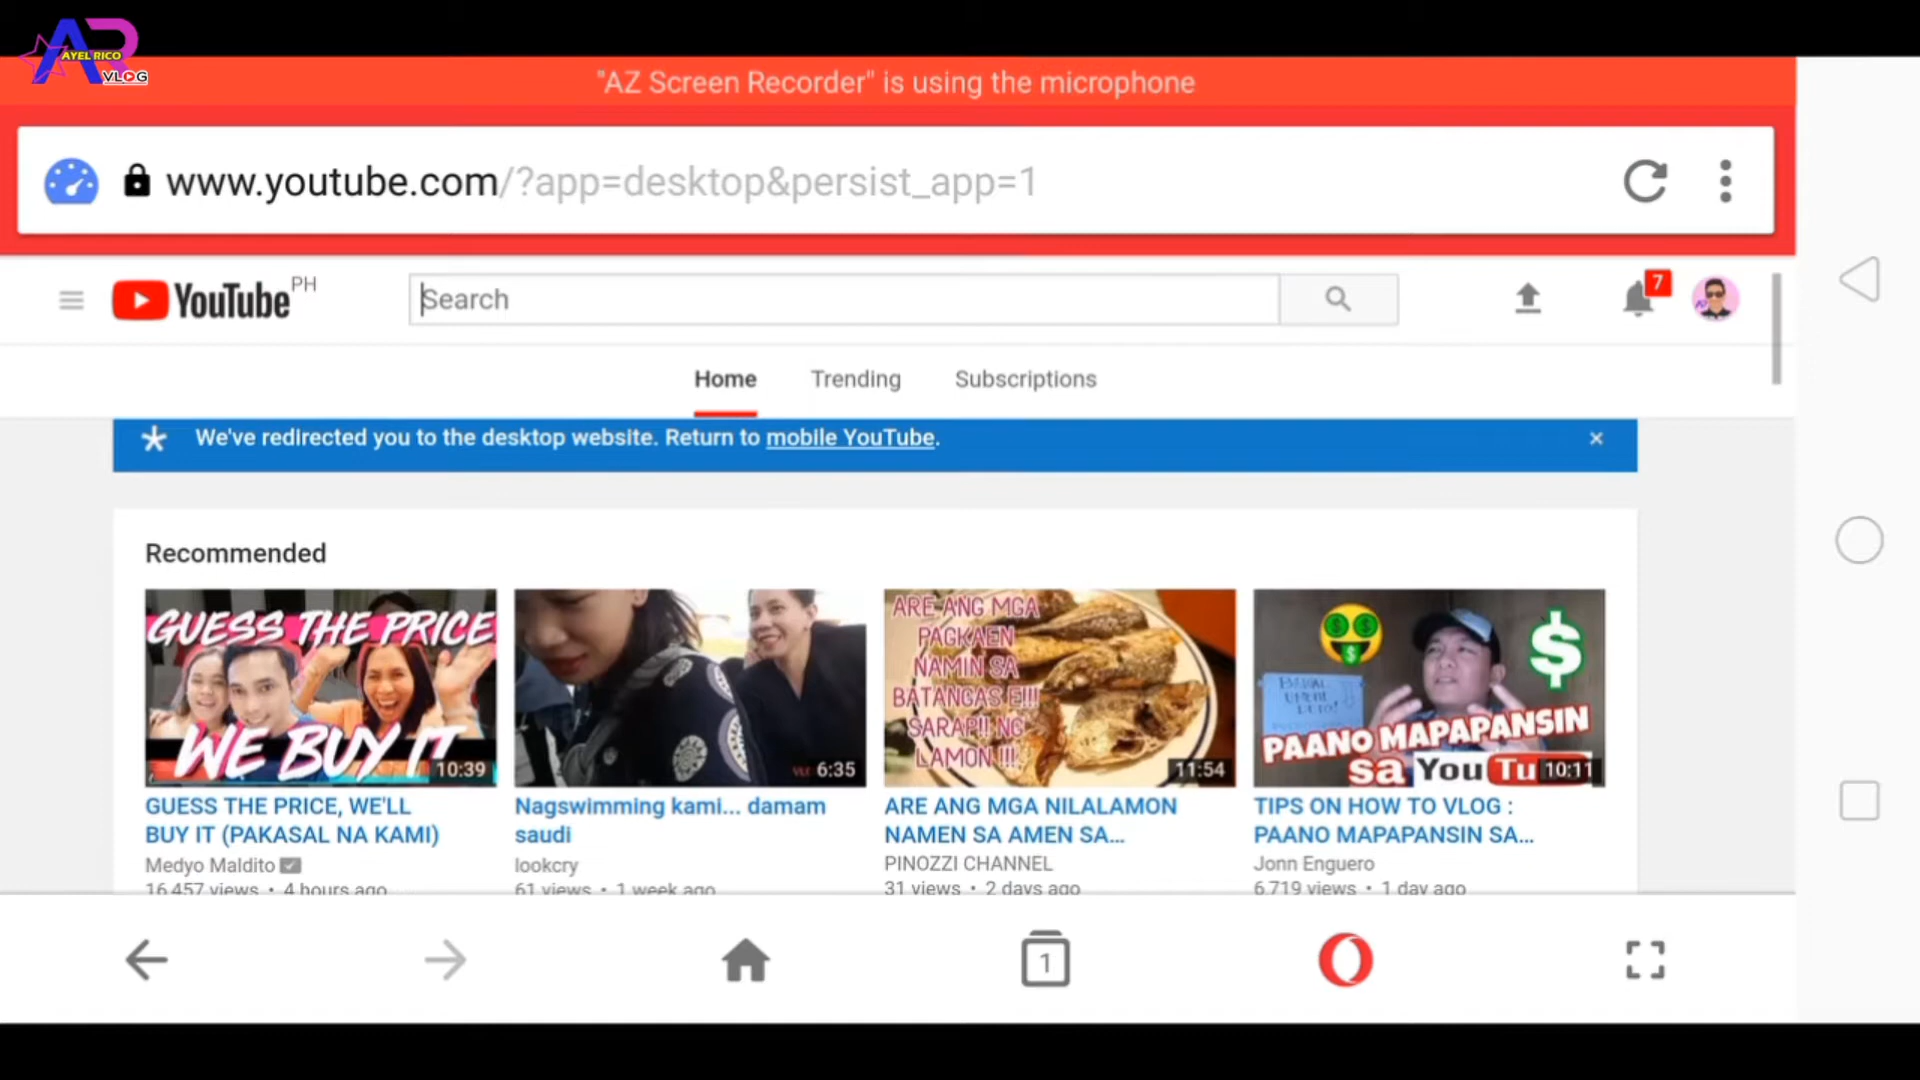 AR
AYEL RICO
VLOG
"AZ Screen Recorder" is using the microphone
www.youtube.com/?app=desktop&persist_app=1
YouTube PH
Search
7
Home Trending Subscriptions
We've redirected you to the desktop website. Return to mobile YouTube.
Recommended
GUESS THE PRICE
WE BUY IT
10:39
6:35
ARE ANG MGA
PAGKAEN
NAMIN SA
BATANGAS E!!!
SARAP!! NG
LAMON !!!
11:54
PAANO MAPAPANSIN
sa YouTu
10:11
GUESS THE PRICE, WE'LL
BUY IT (PAKASAL NA KAMI)
Medyo Maldito
16,457 views • 4 hours ago
Nagswimming kami... damam
saudi
lookcry
61 views • 1 week ago
ARE ANG MGA NILALAMON
NAMEN SA AMEN SA...
PINOZZI CHANNEL
31 views • 2 days ago
TIPS ON HOW TO VLOG :
PAANO MAPAPANSIN SA...
Jonn Enguero
6,719 views • 1 day ago
1